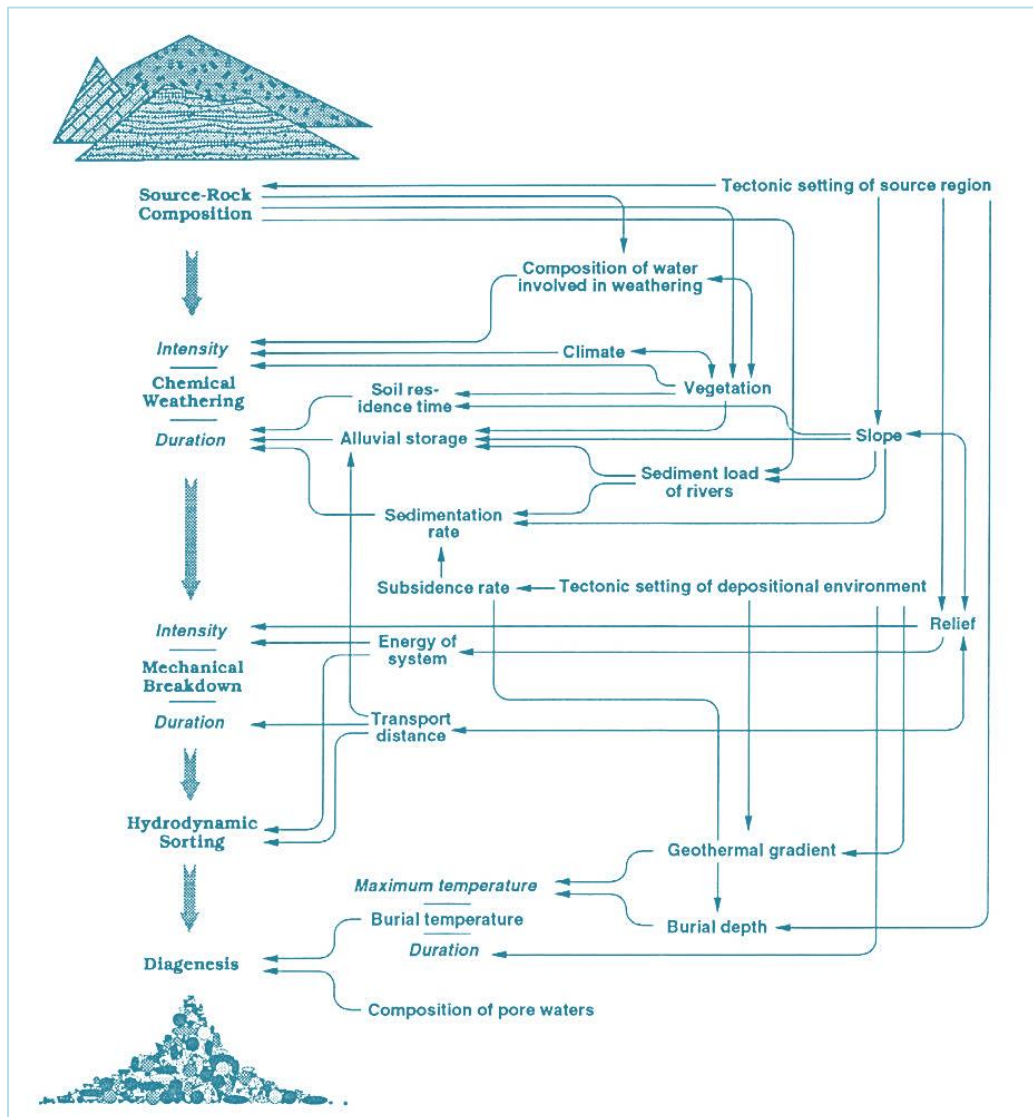 Tectonic setting of source region
Source-Rock
Composition
Composition of water
involved in weathering
Intensity
Climate
Chemical
Weathering
Vegetation
Soil res-
idence time
Duration
Alluvial storage
Slope
Sediment load
of rivers
Sedimentation
rate
Subsidence rate
Tectonic setting of depositional environment
Intensity
Relief
Energy of
system
Mechanical
Breakdown
Duration
Transport
distance
Hydrodynamic
Sorting
Geothermal gradient
Maximum temperature
Burial temperature
Burial depth
Duration
Diagenesis
Composition of pore waters